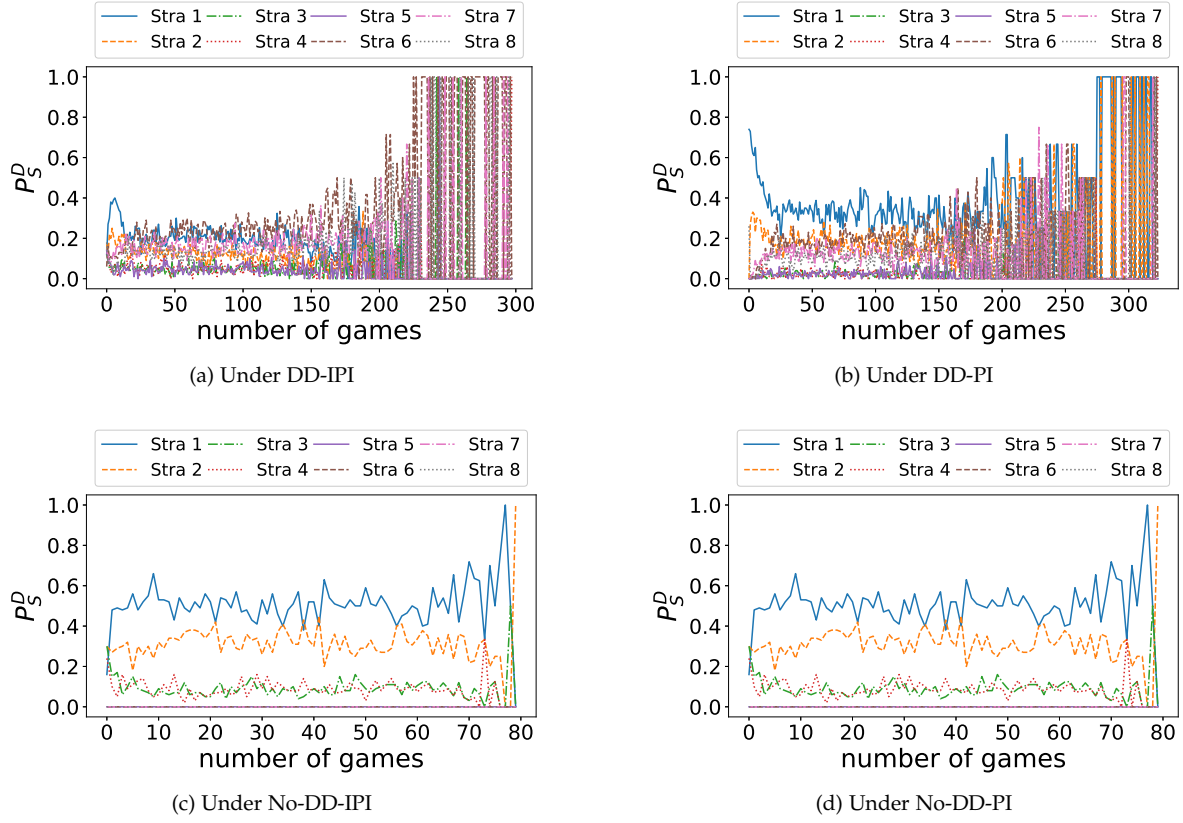 Stra 1 Stra 3 Stra 5 Stra 7
Stra 2 Stra 4 Stra 6 Stra 8
1.0
0.8
0.6
0.4
0.2
0.0
P_S^D
0 50 100 150 200 250 300
number of games
(a) Under DD-IPI
Stra 1 Stra 3 Stra 5 Stra 7
Stra 2 Stra 4 Stra 6 Stra 8
1.0
0.8
0.6
0.4
0.2
0.0
P_S^D
0 50 100 150 200 250 300
number of games
(b) Under DD-PI
Stra 1 Stra 3 Stra 5 Stra 7
Stra 2 Stra 4 Stra 6 Stra 8
1.0
0.8
0.6
0.4
0.2
0.0
P_S^D
0 10 20 30 40 50 60 70 80
number of games
(c) Under No-DD-IPI
Stra 1 Stra 3 Stra 5 Stra 7
Stra 2 Stra 4 Stra 6 Stra 8
1.0
0.8
0.6
0.4
0.2
0.0
P_S^D
0 10 20 30 40 50 60 70 80
number of games
(d) Under No-DD-PI